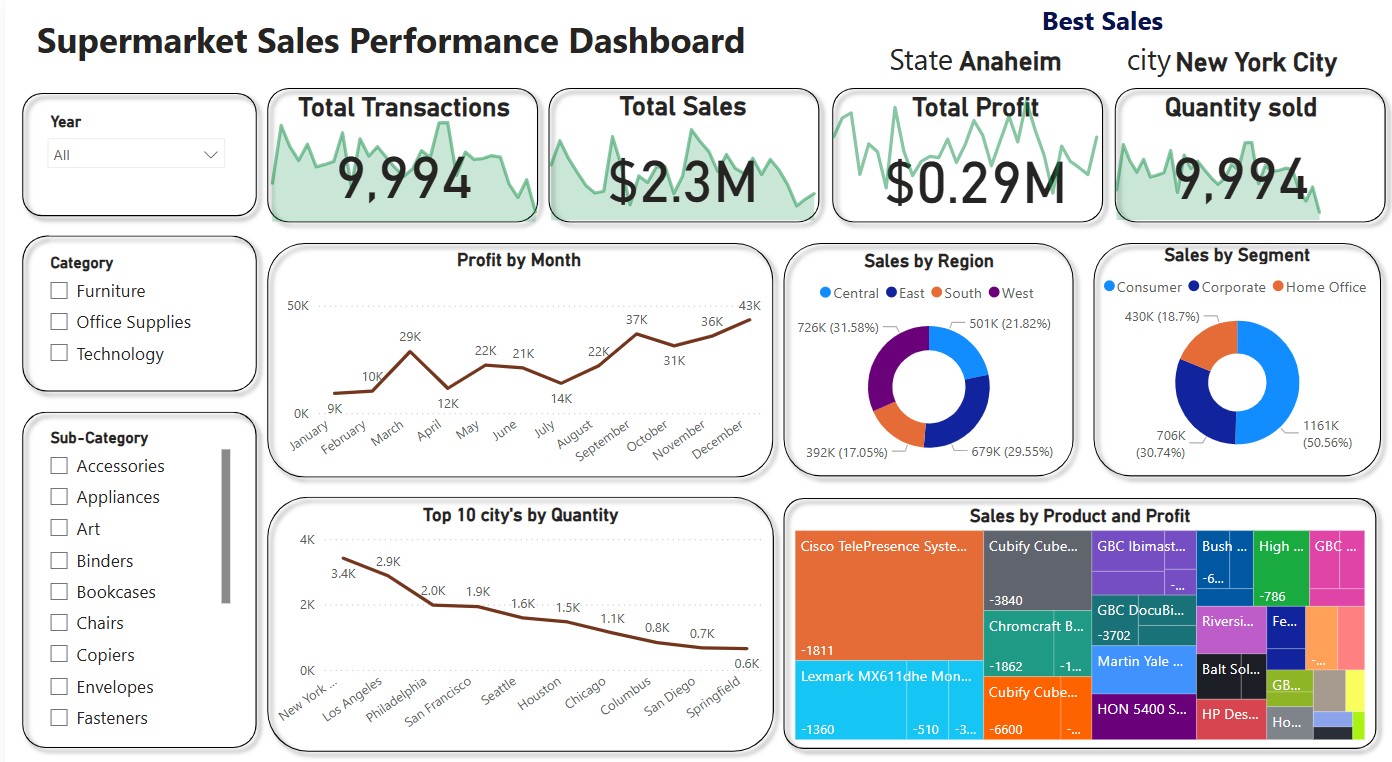 Supermarket Sales Performance Dashboard
Best Sales
State Anaheim
city New York City
Year
All
Total Transactions
9,994
Total Sales
$2.3M
Total Profit
$0.29M
Quantity sold
9,994
Category
Furniture
Office Supplies
Technology
Sub-Category
Accessories
Appliances
Art
Binders
Bookcases
Chairs
Copiers
Envelopes
Fasteners
Profit by Month
50K
0K
9K
10K
29K
12K
22K
21K
14K
22K
37K
31K
36K
43K
January
February
March
April
May
June
July
August
September
October
November
December
Sales by Region
Central
East
South
West
726K (31.58%)
501K (21.82%)
392K (17.05%)
679K (29.55%)
Sales by Segment
Consumer
Corporate
Home Office
430K (18.7%)
706K
(30.74%)
1161K
(50.56%)
Top 10 city's by Quantity
4K
2K
0K
3.4K
2.9K
2.0K
1.9K
1.6K
1.5K
1.1K
0.8K
0.7K
0.6K
New York ...
Los Angeles
Philadelphia
San Francisco
Seattle
Houston
Chicago
Columbus
San Diego
Springfield
Sales by Product and Profit
Cisco TelePresence Syste...
-1811
Lexmark MX611dhe Mon...
-1360
-510
-3...
Cubify Cube...
-3840
Chromcraft B...
-1862
-1...
Cubify Cube...
-6600
-...
GBC Ibimast...
-...
GBC DocuBi...
-3702
Martin Yale ...
HON 5400 S...
Bush ...
-6...
High ...
-786
GBC ...
Riversi...
Fe...
-...
Balt Sol...
GB...
HP Des...
Ho...